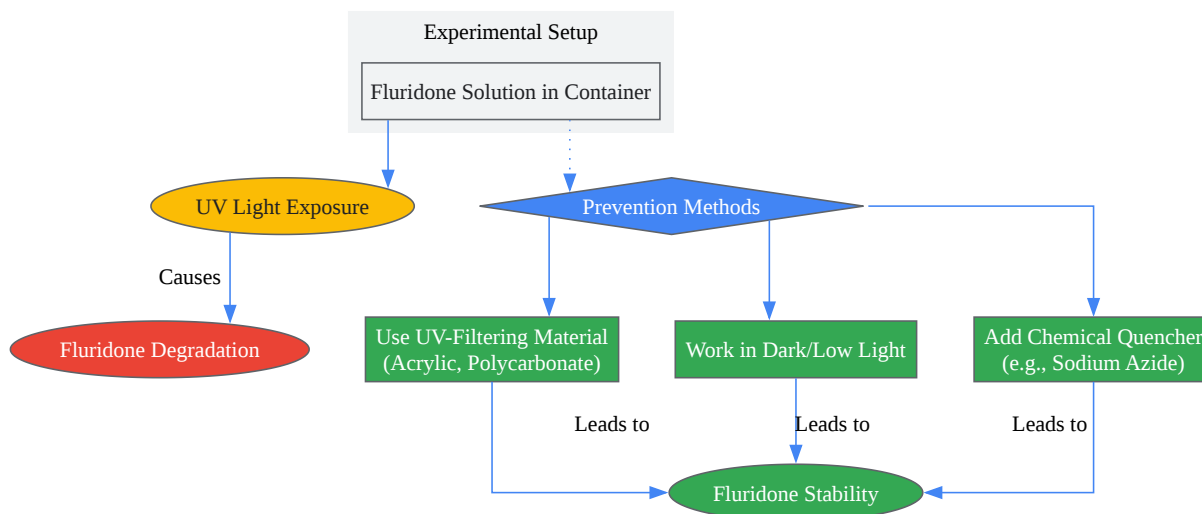 Experimental Setup
Fluridone Solution in Container
UV Light Exposure
Prevention Methods
Causes
Fluridone Degradation
Use UV-Filtering Material
(Acrylic, Polycarbonate)
Work in Dark/Low Light
Add Chemical Quencher
(e.g., Sodium Azide)
Leads to
Leads to
Leads to
Fluridone Stability